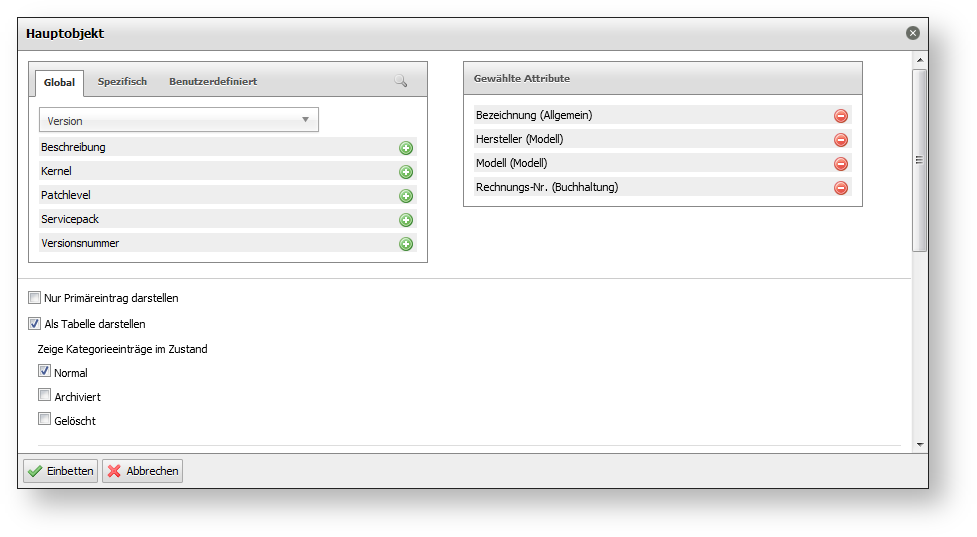 Hauptobjekt
Global Spezifisch Benutzerdefiniert
Version
Beschreibung
Kernel
Patchlevel
Servicepack
Versionsnummer
Gewählte Attribute
Bezeichnung (Allgemein)
Hersteller (Modell)
Modell (Modell)
Rechnungs-Nr. (Buchhaltung)
Nur Primäreintrag darstellen
Als Tabelle darstellen
Zeige Kategorieeinträge im Zustand
Normal
Archiviert
Gelöscht
Einbetten Abbrechen